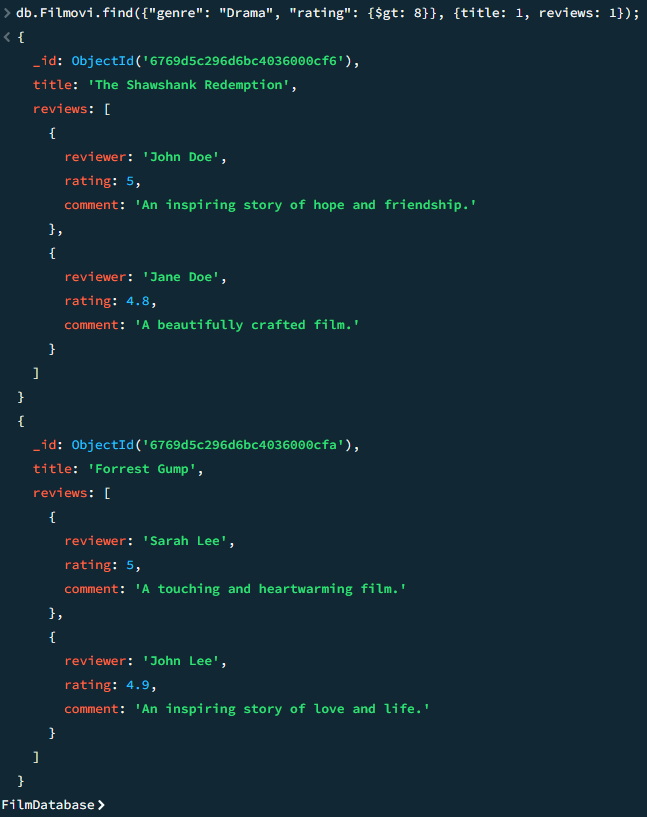 > db.Filmovi.find({"genre": "Drama", "rating": {$gt: 8}}, {title: 1, reviews: 1});
< {
_id: ObjectId('6769d5c296d6bc4036000cf6'),
title: 'The Shawshank Redemption',
reviews: [
{
reviewer: 'John Doe',
rating: 5,
comment: 'An inspiring story of hope and friendship.'
},
{
reviewer: 'Jane Doe',
rating: 4.8,
comment: 'A beautifully crafted film.'
}
]
}
{
_id: ObjectId('6769d5c296d6bc4036000cfa'),
title: 'Forrest Gump',
reviews: [
{
reviewer: 'Sarah Lee',
rating: 5,
comment: 'A touching and heartwarming film.'
},
{
reviewer: 'John Lee',
rating: 4.9,
comment: 'An inspiring story of love and life.'
}
]
}
FilmDatabase>